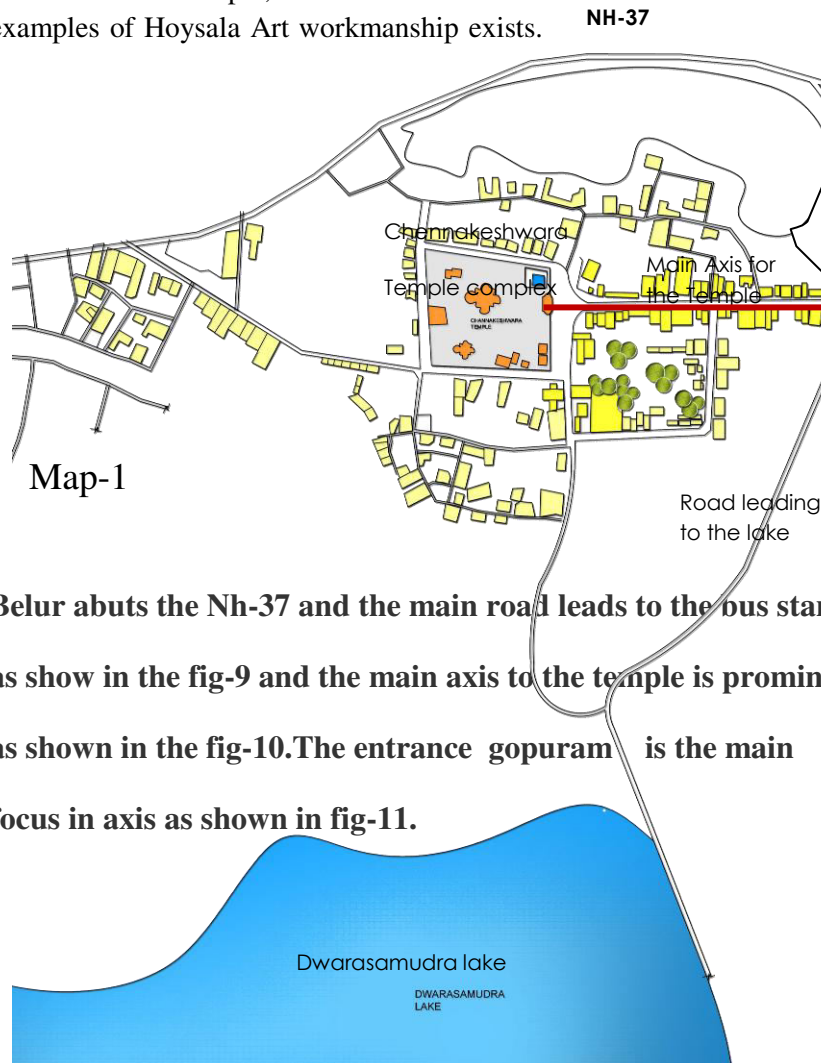 examples of Hoysala Art workmanship exists.
NH-37
Chennakeshwara
Temple complex
Main Axis for
the Temple
CHANNAKESHWARA
TEMPLE
Map-1
Road leading
to the lake
Belur abuts the Nh-37 and the main road leads to the bus stan
as show in the fig-9 and the main axis to the temple is promin
as shown in the fig-10.The entrance gopuram is the main
focus in axis as shown in fig-11.
Dwarasamudra lake
DWARASAMUDRA
LAKE